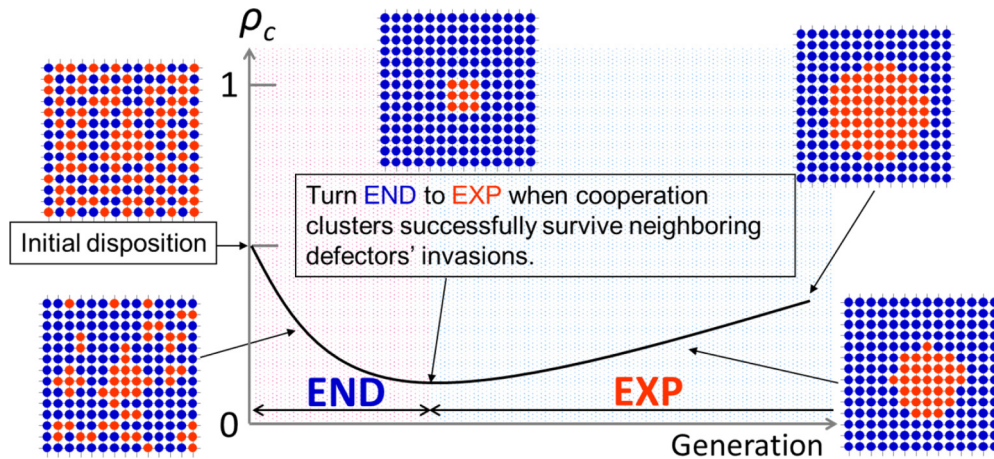 ρc
1
Initial disposition
Turn END to EXP when cooperation
clusters successfully survive neighboring
defectors' invasions.
END
EXP
0
Generation